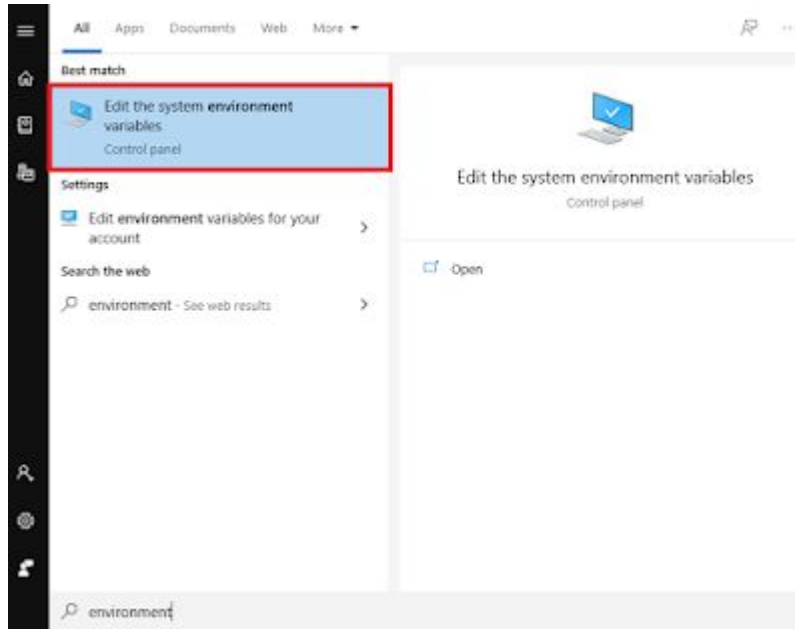 All Apps Documents Web More
Best match
Edit the system environment
variables
Control panel
Settings
Edit environment variables for your
account
Search the web
environment - See web results
Edit the system environment variables
Control panel
Open
environment